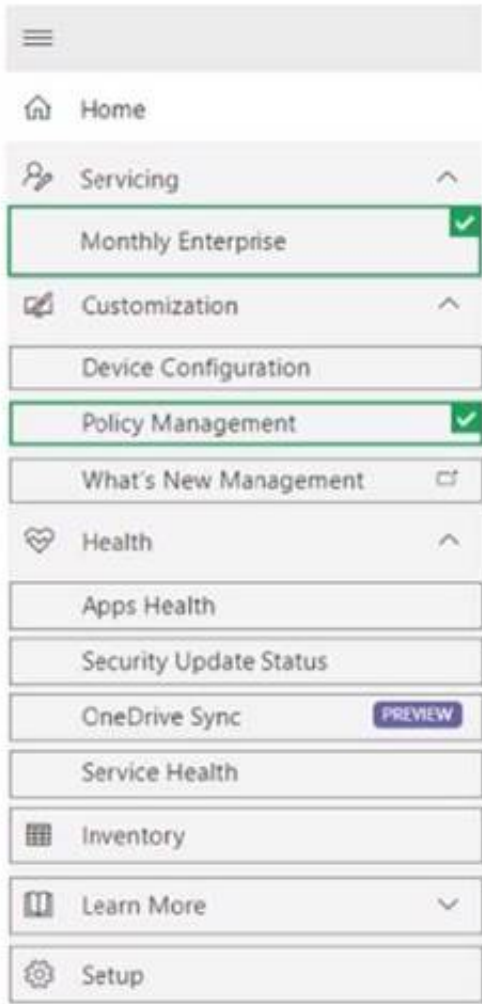 Home
Servicing
Monthly Enterprise
Customization
Device Configuration
Policy Management
What's New Management
Health
Apps Health
Security Update Status
OneDrive Sync PREVIEW
Service Health
Inventory
Learn More
Setup